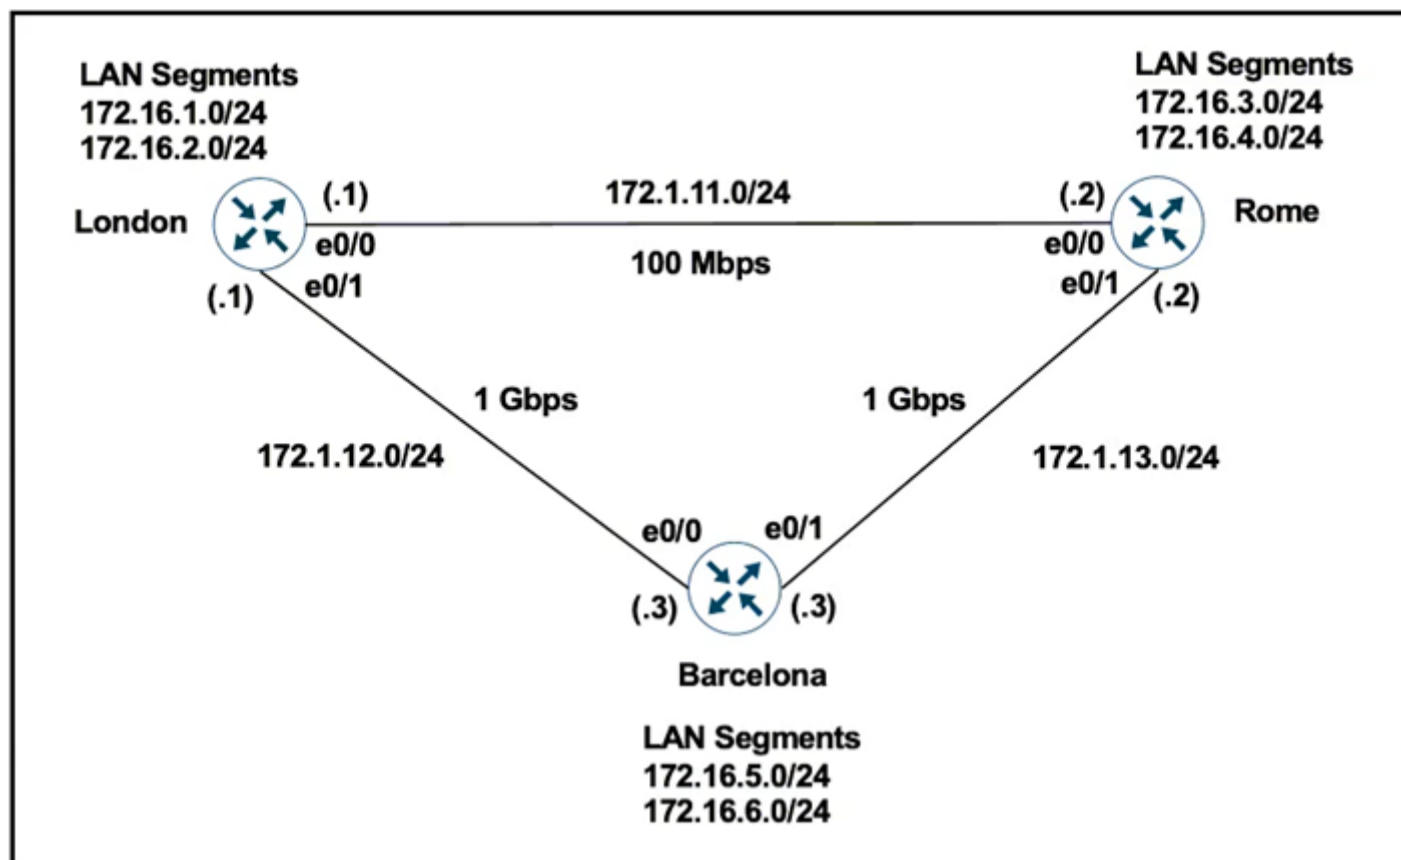 LAN Segments
172.16.1.0/24
172.16.2.0/24
LAN Segments
172.16.3.0/24
172.16.4.0/24
London
(.1)
e0/0
172.1.11.0/24
100 Mbps
(.2)
e0/0
Rome
(.1)
e0/1
e0/1
(.2)
1 Gbps
1 Gbps
172.1.12.0/24
172.1.13.0/24
e0/0
e0/1
(.3)
(.3)
Barcelona
LAN Segments
172.16.5.0/24
172.16.6.0/24